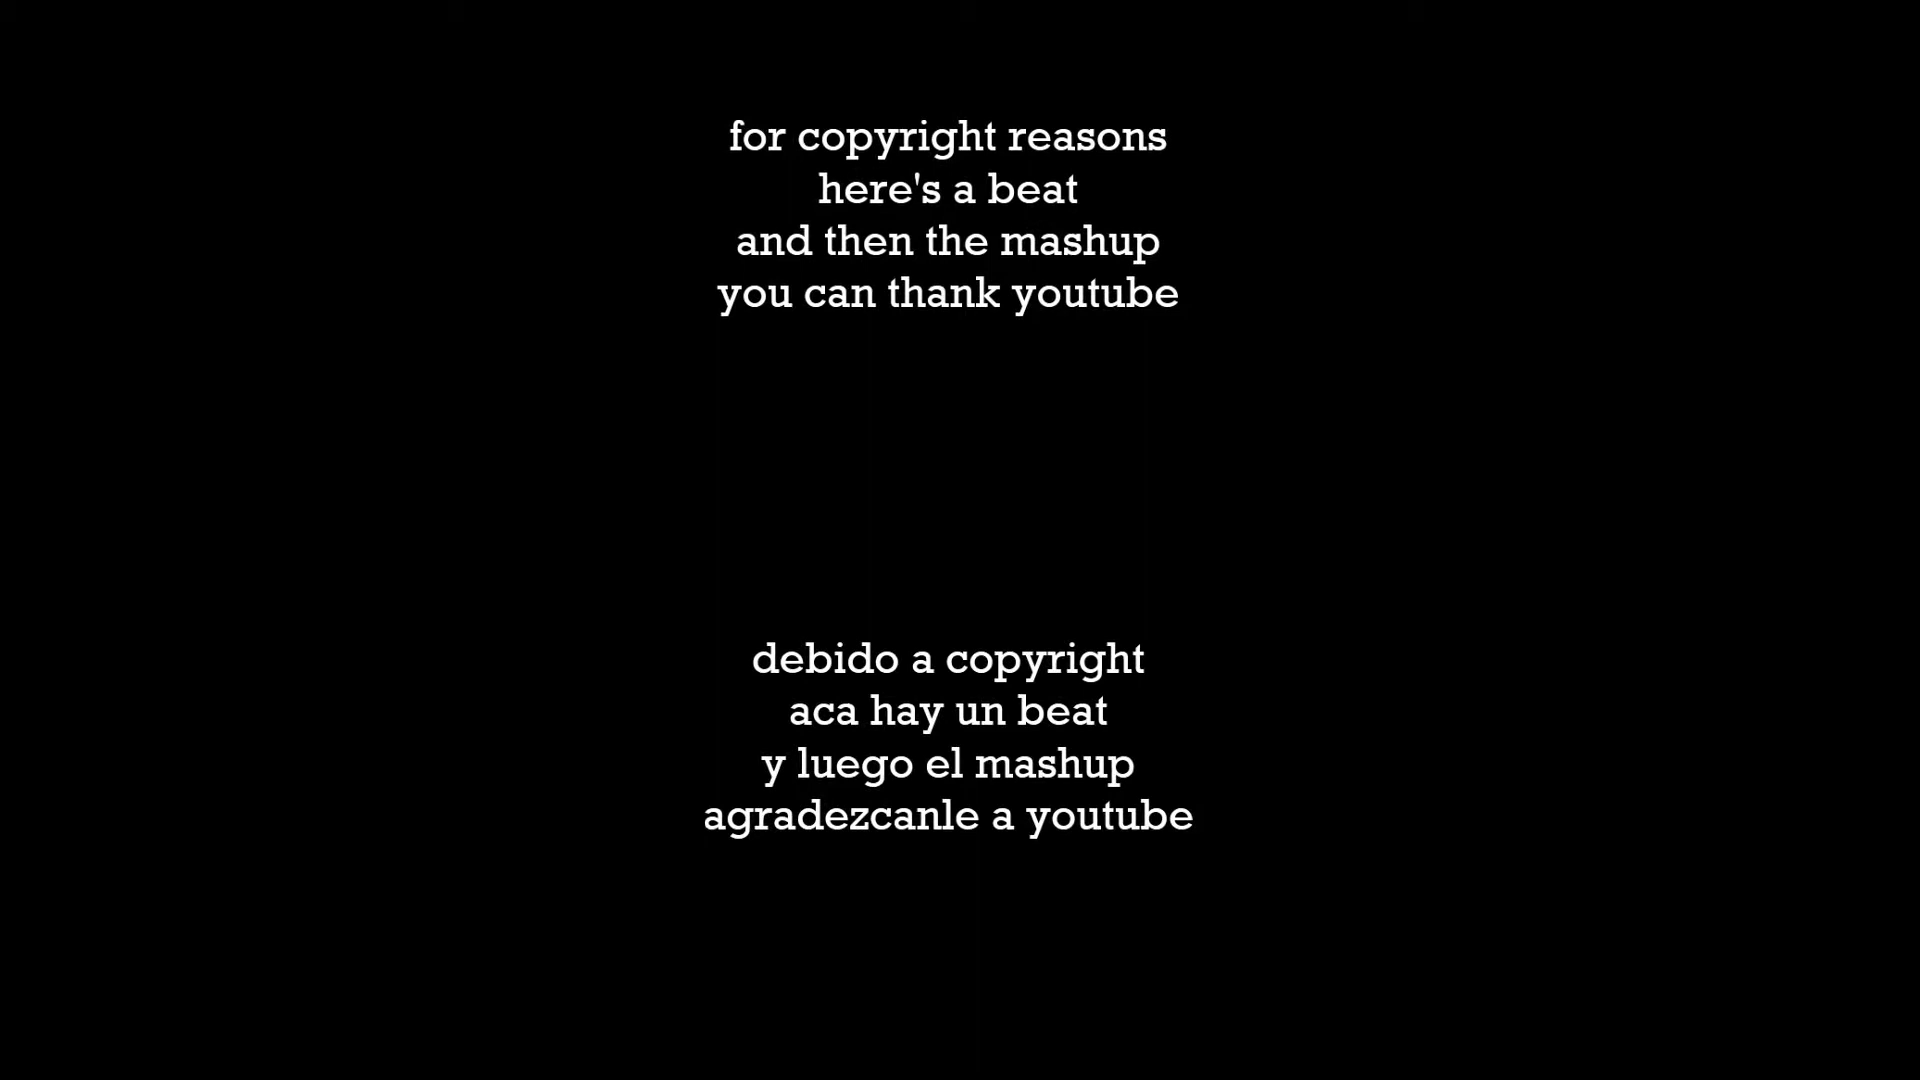 for copyright reasons
here's a beat
and then the mashup
you can thank youtube
debido a copyright
aca hay un beat
y luego el mashup
agradezcanle a youtube